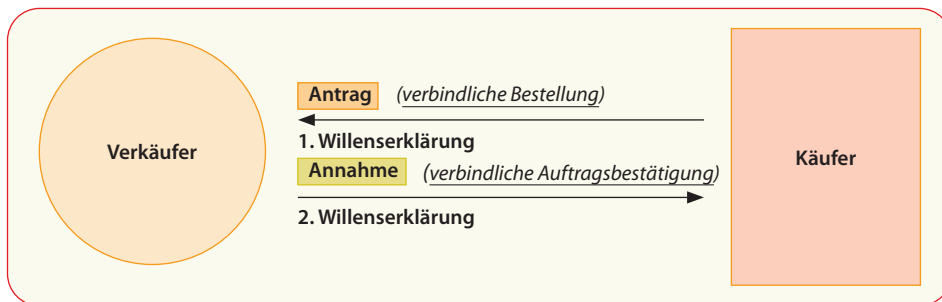 Verkäufer
Antrag (verbindliche Bestellung)
1. Willenserklärung
Annahme (verbindliche Auftragsbestätigung)
2. Willenserklärung
Käufer